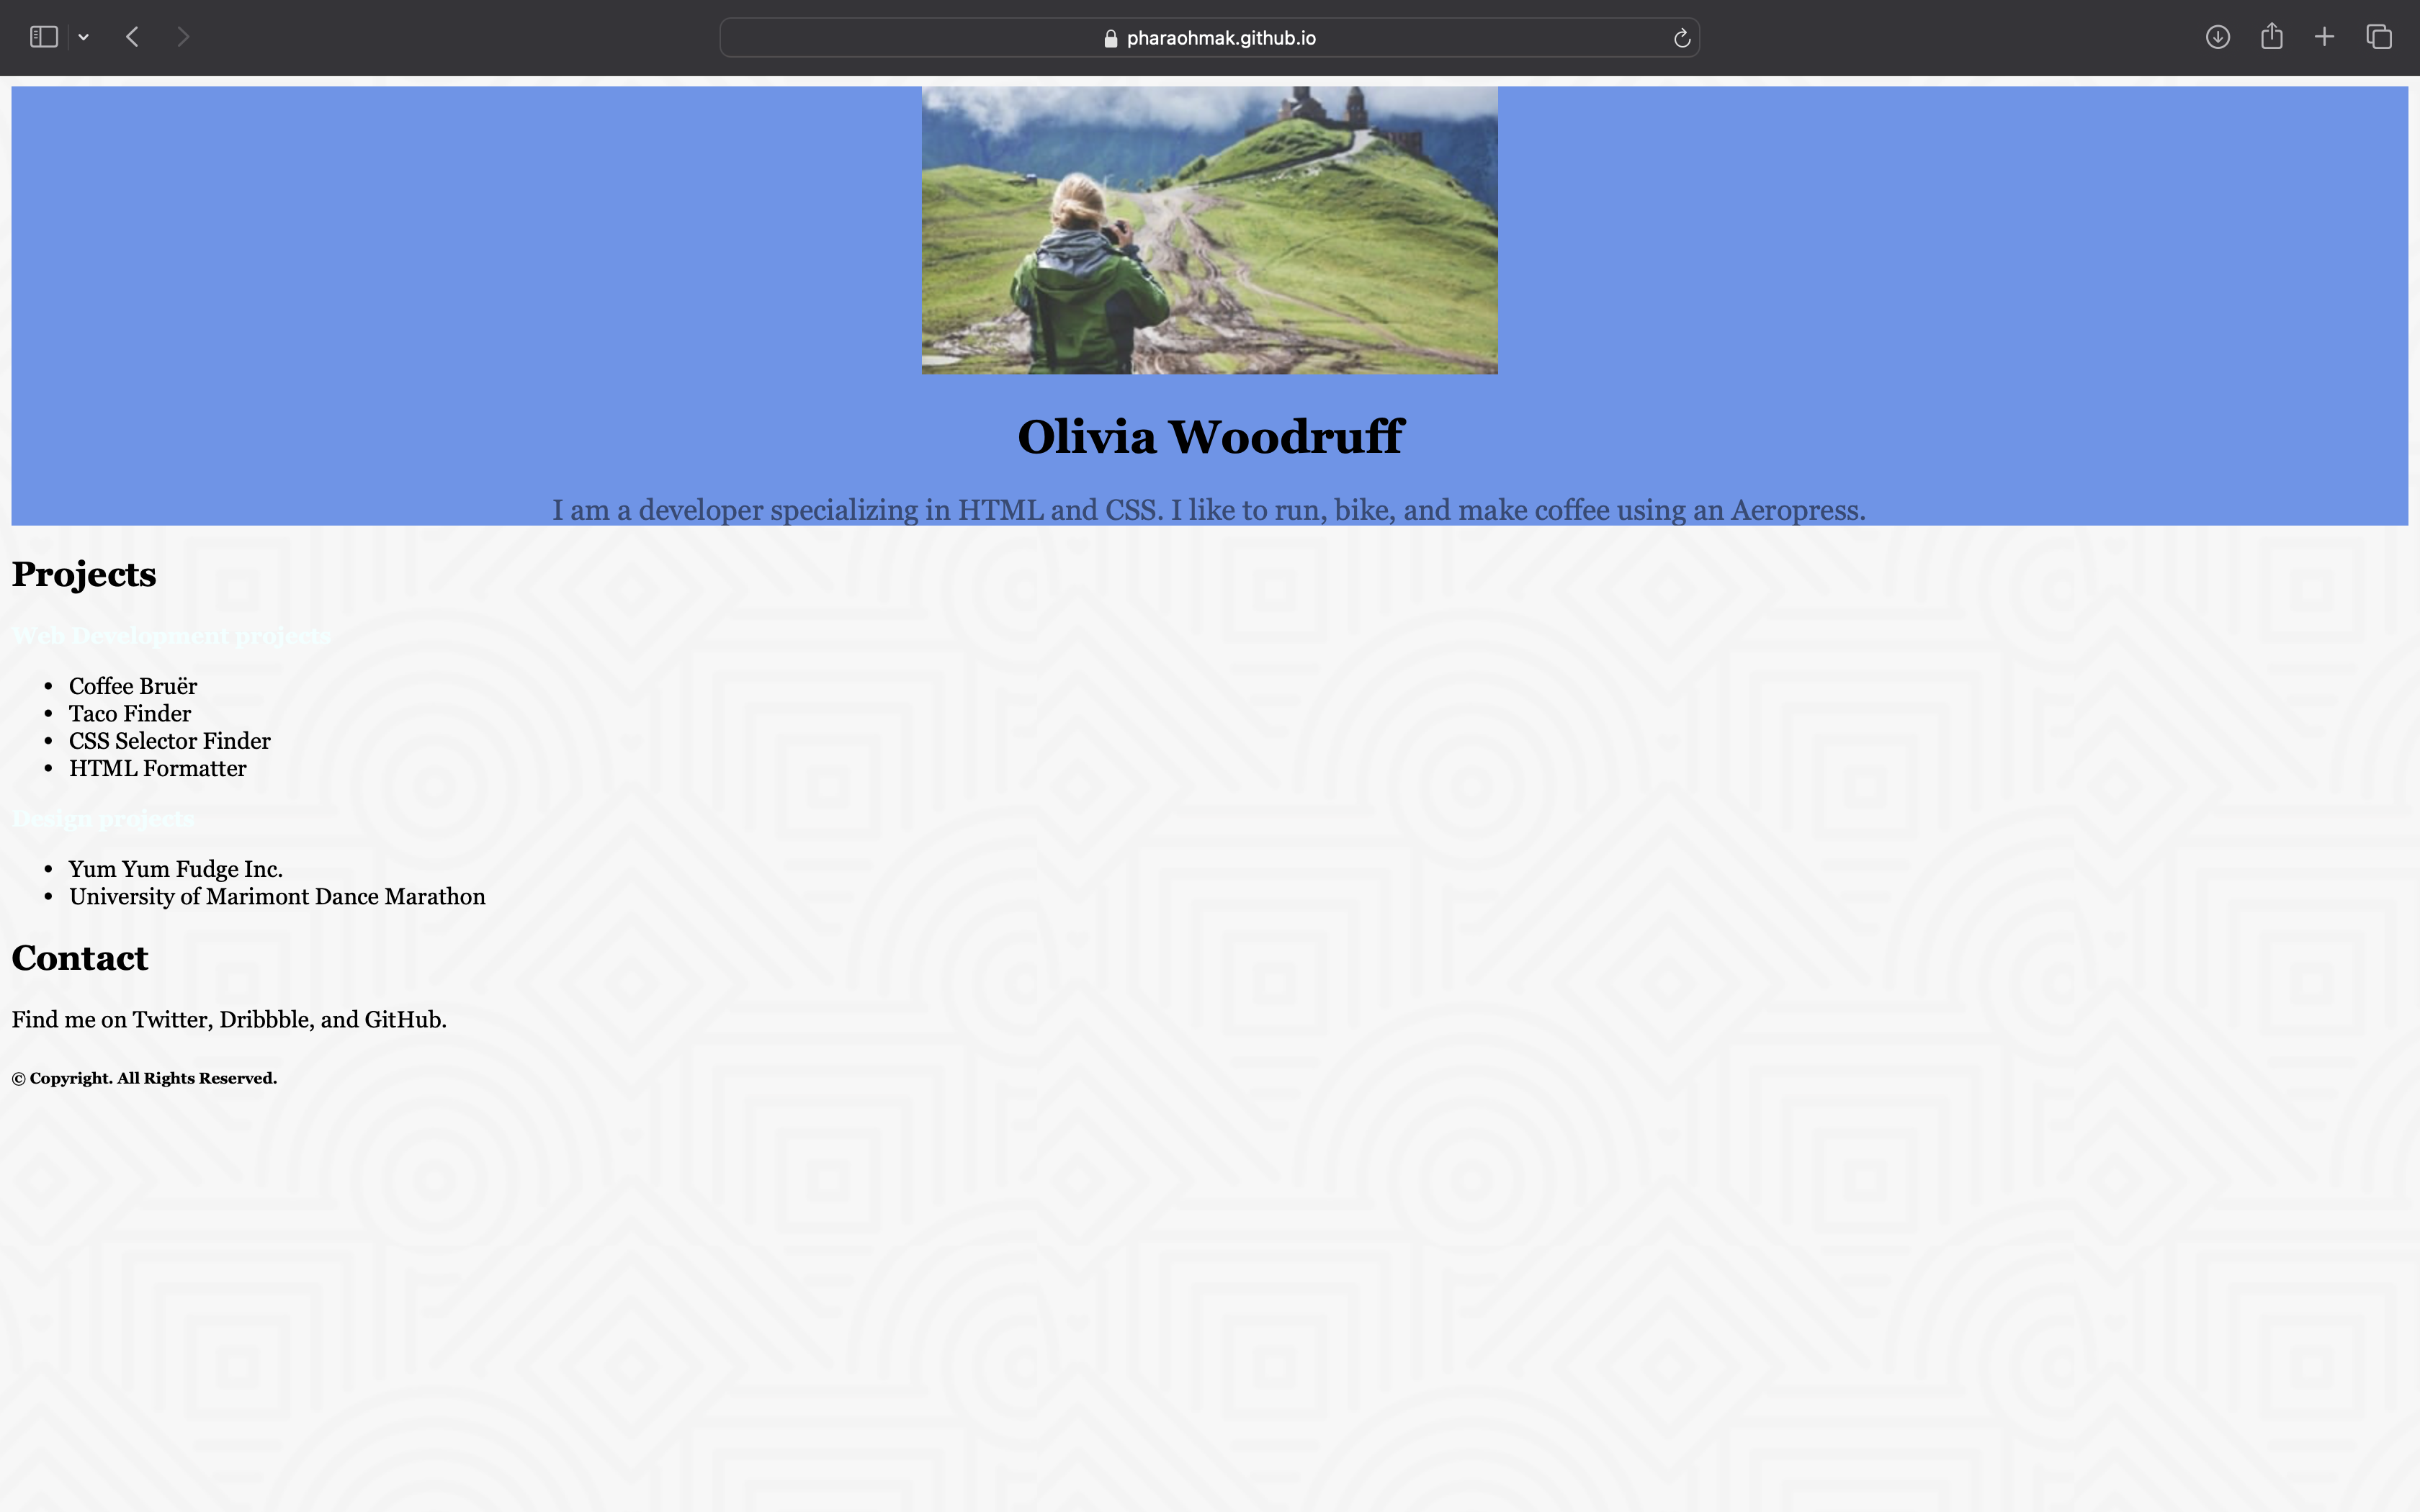 pharaohmak.github.io
Olivia Woodruff
I am a developer specializing in HTML and CSS. I like to run, bike, and make coffee using an Aeropress.
Projects
Web Development projects
• Coffee Bruër
• Taco Finder
• CSS Selector Finder
• HTML Formatter
Design projects
• Yum Yum Fudge Inc.
• University of Marimont Dance Marathon
Contact
Find me on Twitter, Dribbble, and GitHub.
© Copyright. All Rights Reserved.